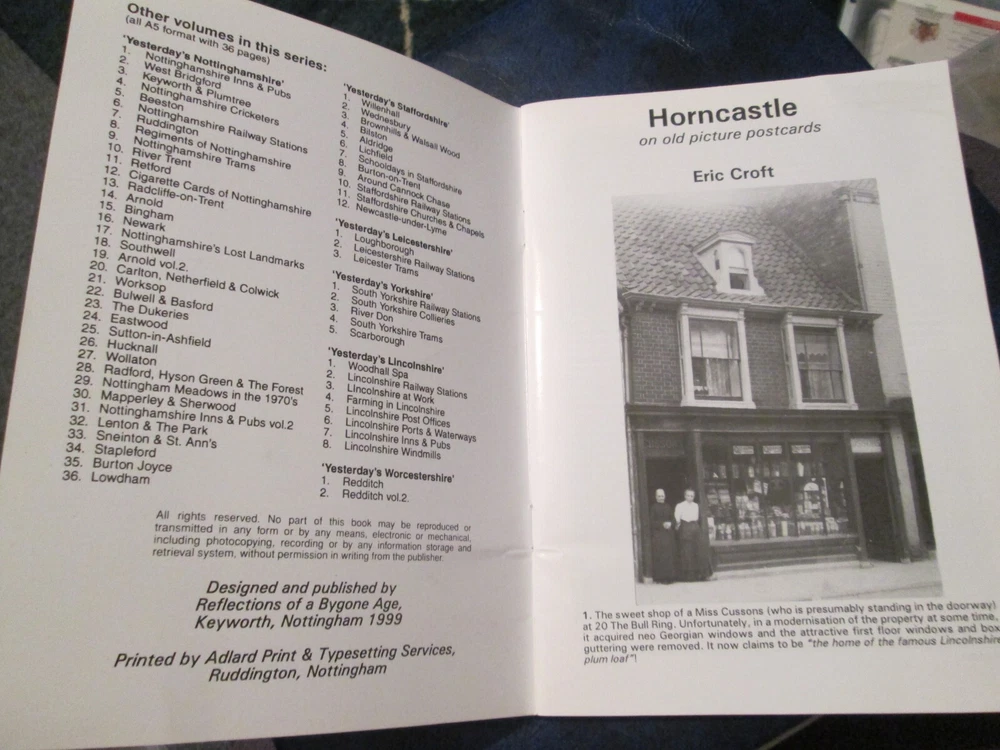 Other volumes in this series:
(all A5 format with 36 pages)
'Yesterday's Nottinghamshire'
1. Nottinghamshire Inns & Pubs
2. West Bridgford
3. Keyworth & Plumtree
4. Nottinghamshire Cricketers
5. Beeston
6. Nottinghamshire Railway Stations
7. Ruddington
8. Regiments of Nottinghamshire
9. Nottinghamshire Trams
10. River Trent
11. Retford
12. Cigarette Cards of Nottinghamshire
13. Radcliffe-on-Trent
14. Arnold
15. Bingham
16. Newark
17. Nottinghamshire's Lost Landmarks
18. Southwell
19. Arnold vol.2.
20. Carlton, Netherfield & Colwick
21. Worksop
22. Bulwell & Basford
23. The Dukeries
24. Eastwood
25. Sutton-in-Ashfield
26. Hucknall
27. Wollaton
28. Radford, Hyson Green & The Forest
29. Nottingham Meadows in the 1970's
30. Mapperley & Sherwood
31. Nottinghamshire Inns & Pubs vol.2
32. Lenton & The Park
33. Sneinton & St. Ann's
34. Stapleford
35. Burton Joyce
36. Lowdham
'Yesterday's Staffordshire'
1. Willenhall
2. Wednesbury
3. Brownhills & Walsall Wood
4. Bilston
5. Aldridge
6. Lichfield
7. Schooldays in Staffordshire
8. Burton-on-Trent
9. Around Cannock Chase
10. Staffordshire Railway Stations
11. Staffordshire Churches & Chapels
12. Newcastle-under-Lyme
'Yesterday's Leicestershire'
1. Loughborough
2. Leicestershire Railway Stations
3. Leicester Trams
'Yesterday's Yorkshire'
1. South Yorkshire Railway Stations
2. South Yorkshire Collieries
3. River Don
4. South Yorkshire Trams
5. Scarborough
'Yesterday's Lincolnshire'
1. Woodhall Spa
2. Lincolnshire Railway Stations
3. Lincolnshire at Work
4. Farming in Lincolnshire
5. Lincolnshire Post Offices
6. Lincolnshire Ports & Waterways
7. Lincolnshire Inns & Pubs
8. Lincolnshire Windmills
'Yesterday's Worcestershire'
1. Redditch
2. Redditch vol.2.
All rights reserved. No part of this book may be reproduced or
transmitted in any form or by any means, electronic or mechanical,
including photocopying, recording or by any information storage and
retrieval system, without permission in writing from the publisher.
Designed and published by
Reflections of a Bygone Age,
Keyworth, Nottingham 1999
Printed by Adlard Print & Typesetting Services,
Ruddington, Nottingham
Horncastle
on old picture postcards
Eric Croft
1. The sweet shop of a Miss Cussons (who is presumably standing in the doorway)
at 20 The Bull Ring. Unfortunately, in a modernisation of the property at some time,
it acquired neo Georgian windows and the attractive first floor windows and box
guttering were removed. It now claims to be "the home of the famous Lincolnshire
plum loaf"!